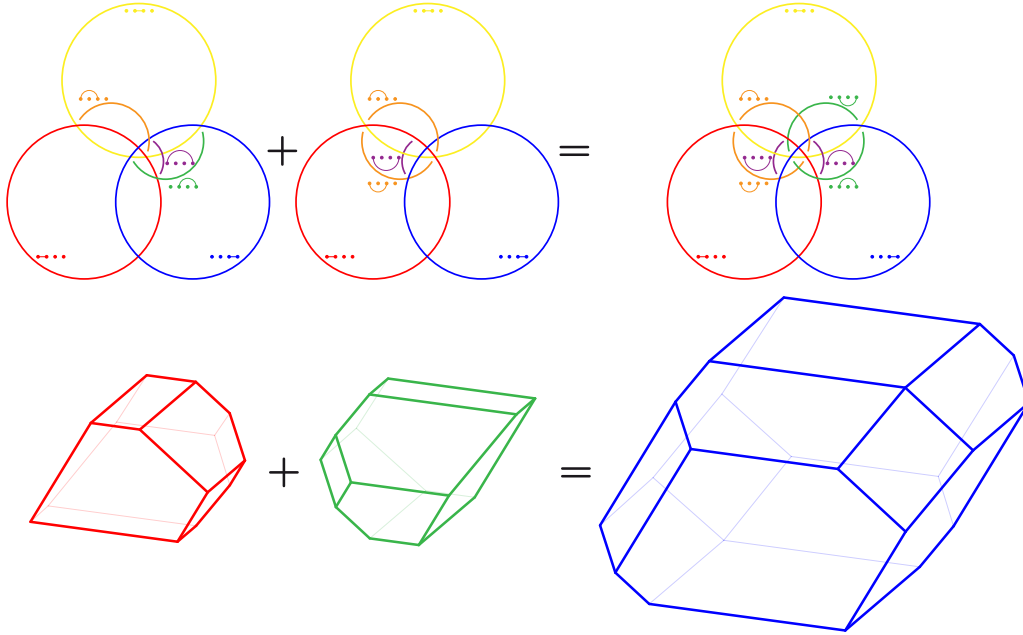 + =
+ =